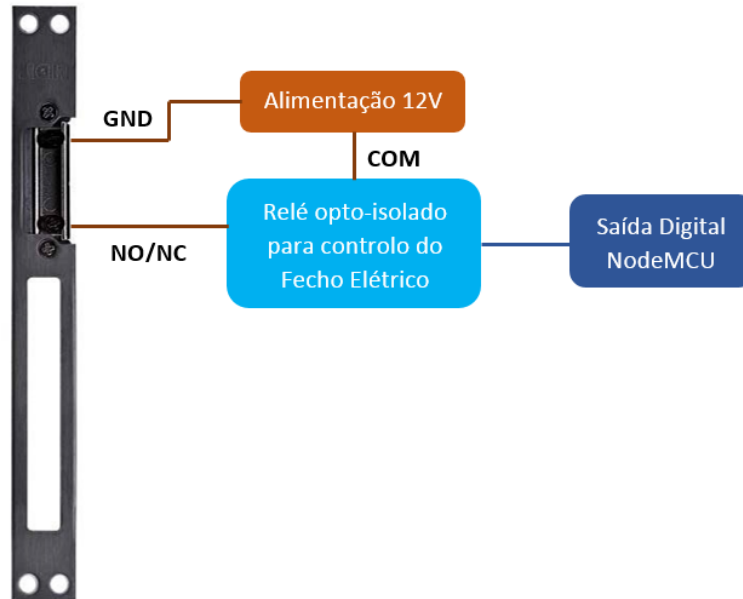 GND
Alimentação 12V
COM
Relé opto-isolado
para controlo do
Fecho Elétrico
NO/NC
Saída Digital
NodeMCU